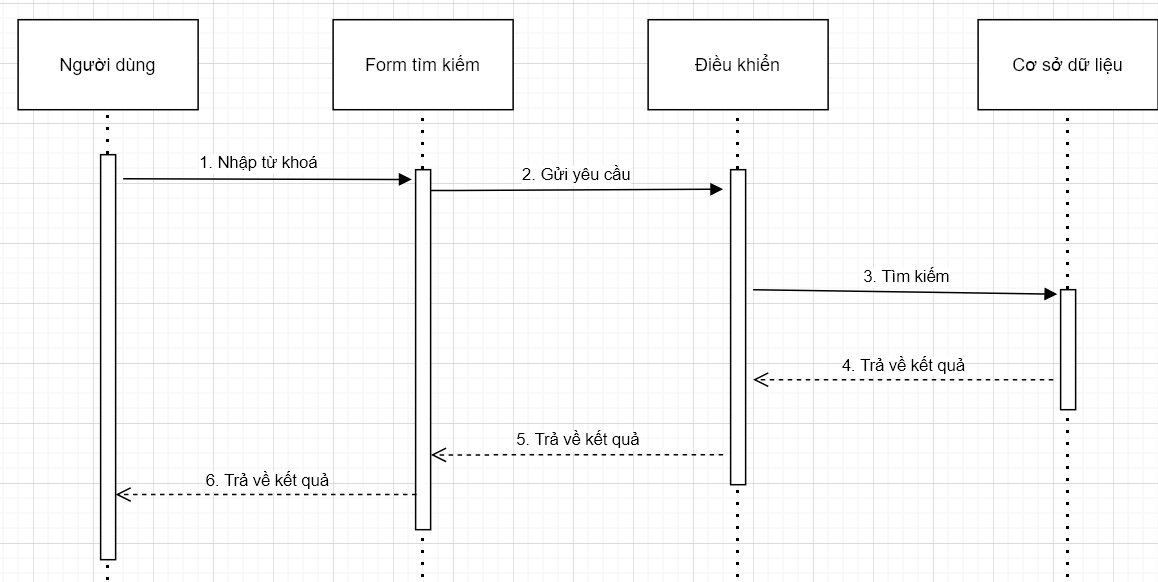 Người dùng
Form tìm kiếm
Điều khiển
Cơ sở dữ liệu
1. Nhập từ khoá
2. Gửi yêu cầu
3. Tìm kiếm
4. Trả về kết quả
5. Trả về kết quả
6. Trả về kết quả